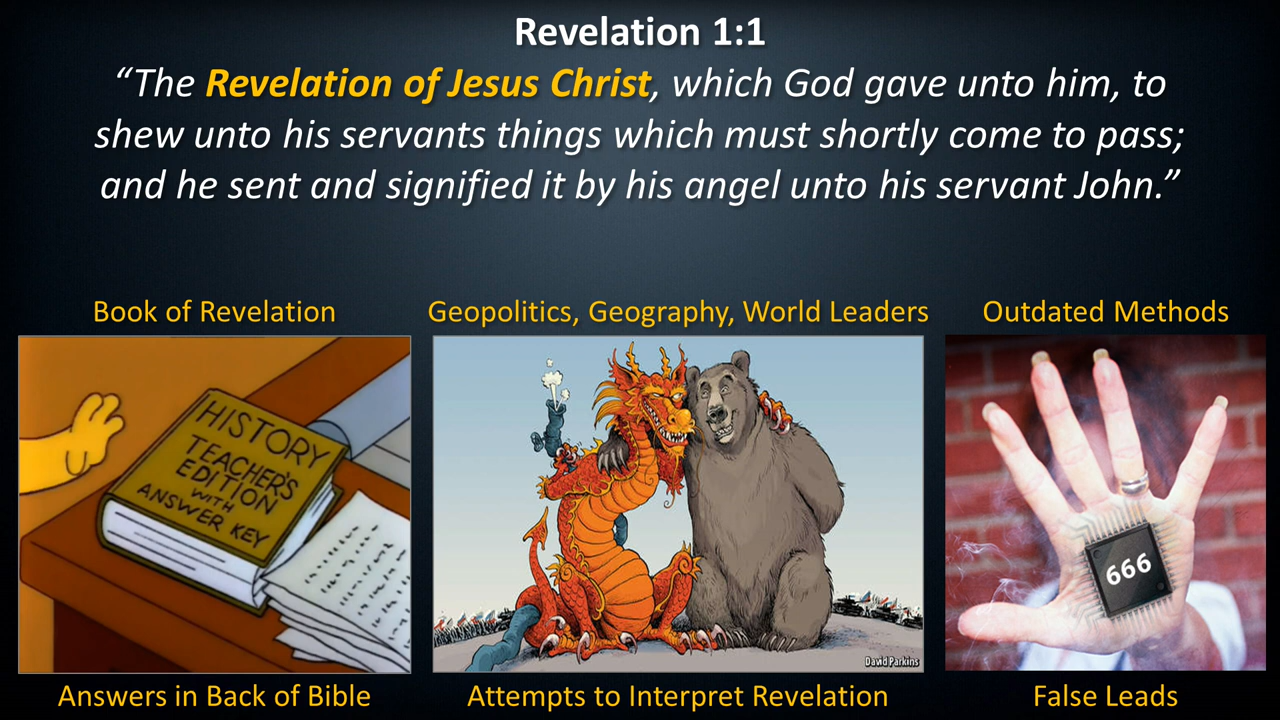 Revelation 1:1
“The Revelation of Jesus Christ, which God gave unto him, to
shew unto his servants things which must shortly come to pass;
and he sent and signified it by his angel unto his servant John.”
Book of Revelation
Geopolitics, Geography, World Leaders
Outdated Methods
HISTORY
TEACHER'S
EDITION
WITH
ANSWER KEY
666
David Parkins
Answers in Back of Bible
Attempts to Interpret Revelation
False Leads